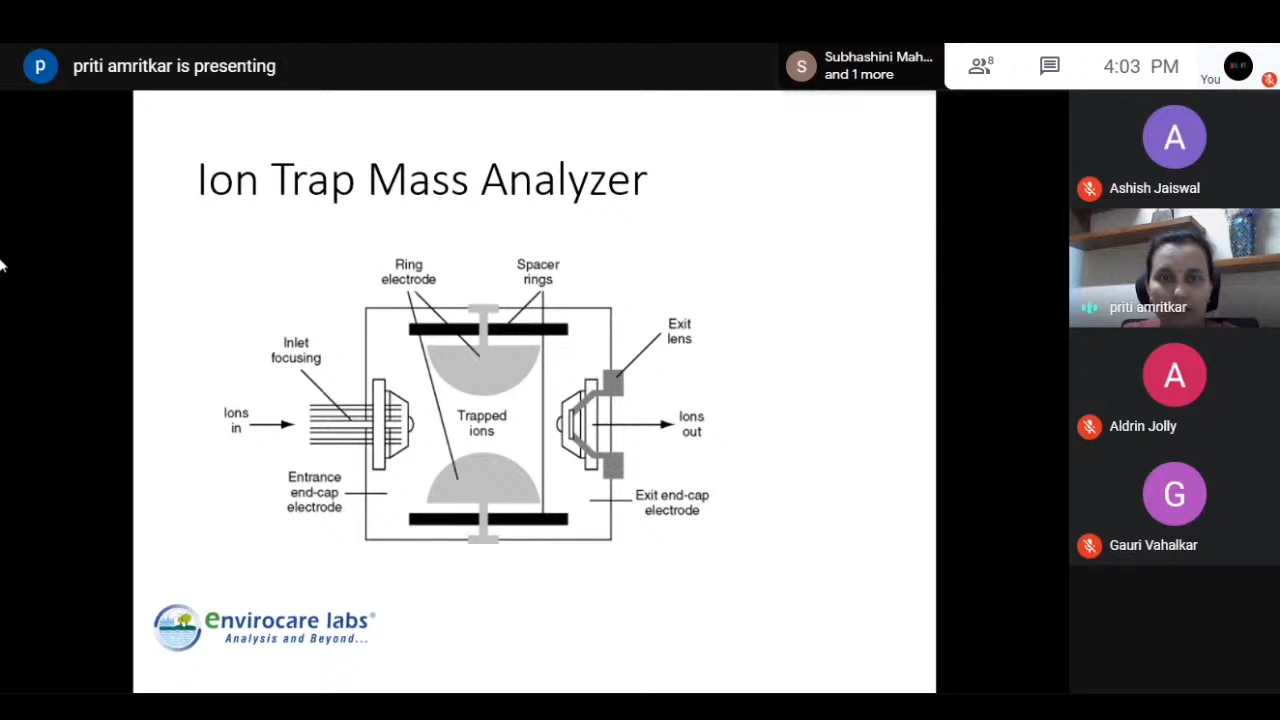 p
priti amritkar is presenting
S
Subhashini Mah...
and 1 more
8
4:03 PM
You
Ion Trap Mass Analyzer
Ring
electrode
Spacer
rings
Inlet
focusing
Exit
lens
Ions
in
Trapped
ions
Ions
out
Entrance
end-cap
electrode
Exit end-cap
electrode
envirocare labs®
Analysis and Beyond...
A
Ashish Jaiswal
priti amritkar
A
Aldrin Jolly
G
Gauri Vahalkar